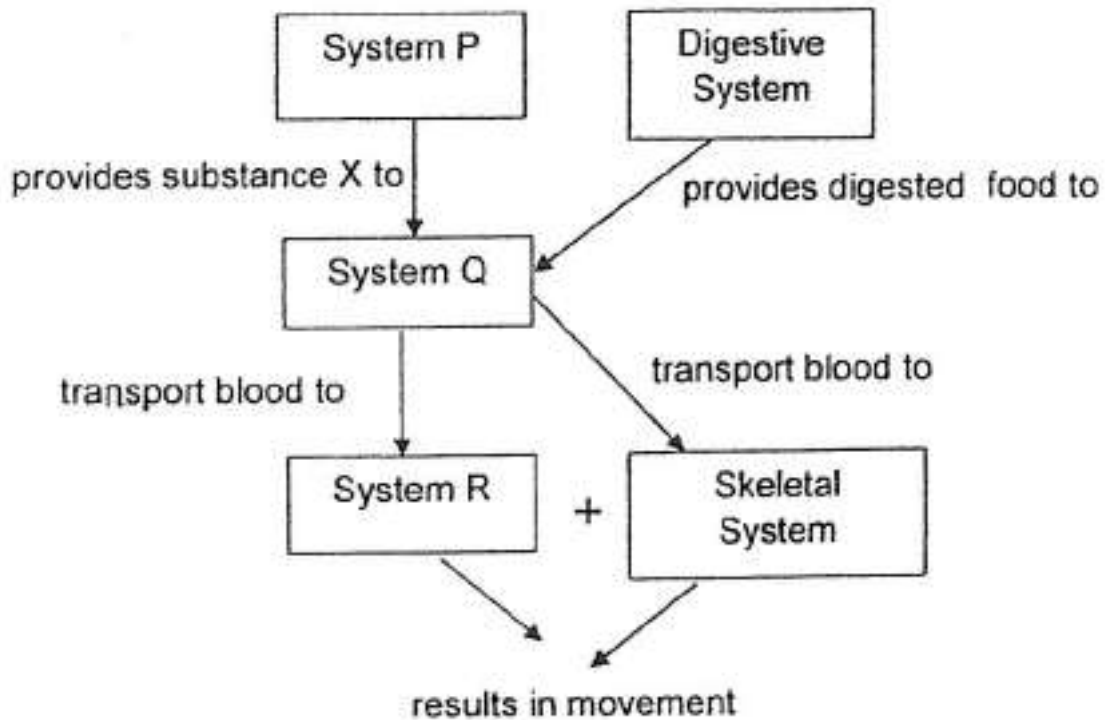 System P
Digestive
System
provides substance X to
provides digested food to
System Q
transport blood to
transport blood to
System R
+
Skeletal
System
results in movement